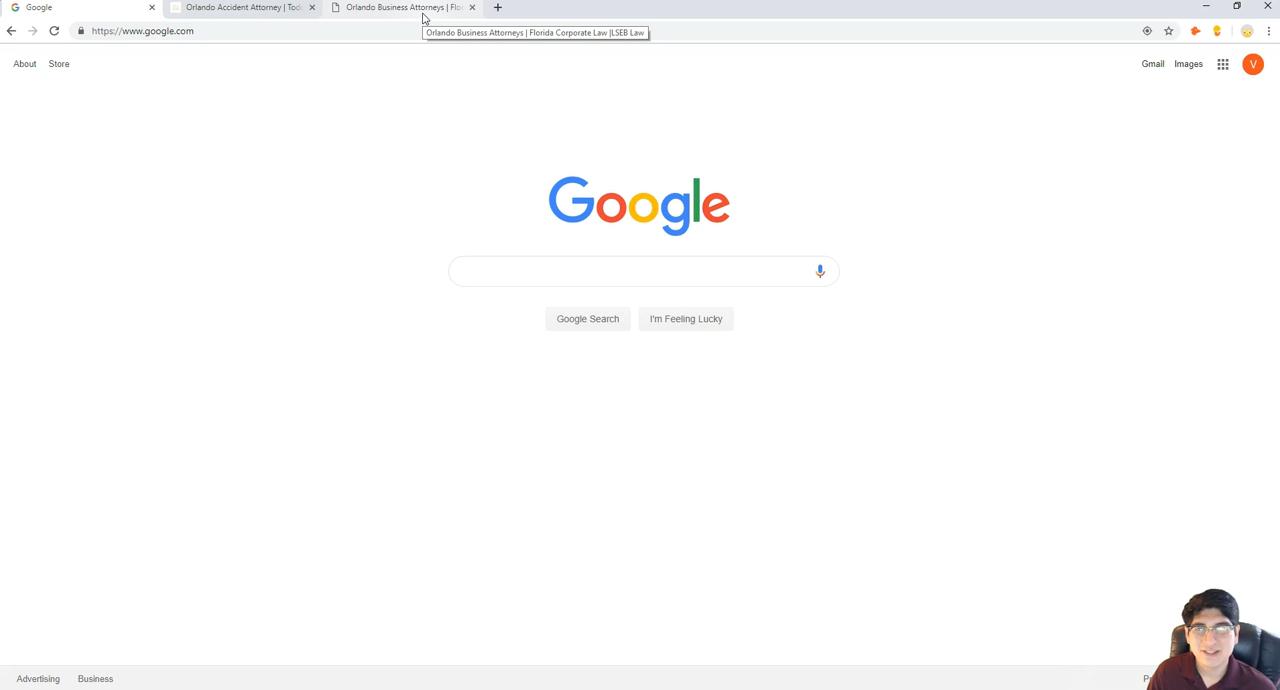 Google
Orlando Accident Attorney | Tod
Orlando Business Attorneys | Flo
https://www.google.com
Orlando Business Attorneys | Florida Corporate Law |LSEB Law
About Store
Gmail Images V
Google
Google Search I'm Feeling Lucky
Advertising Business